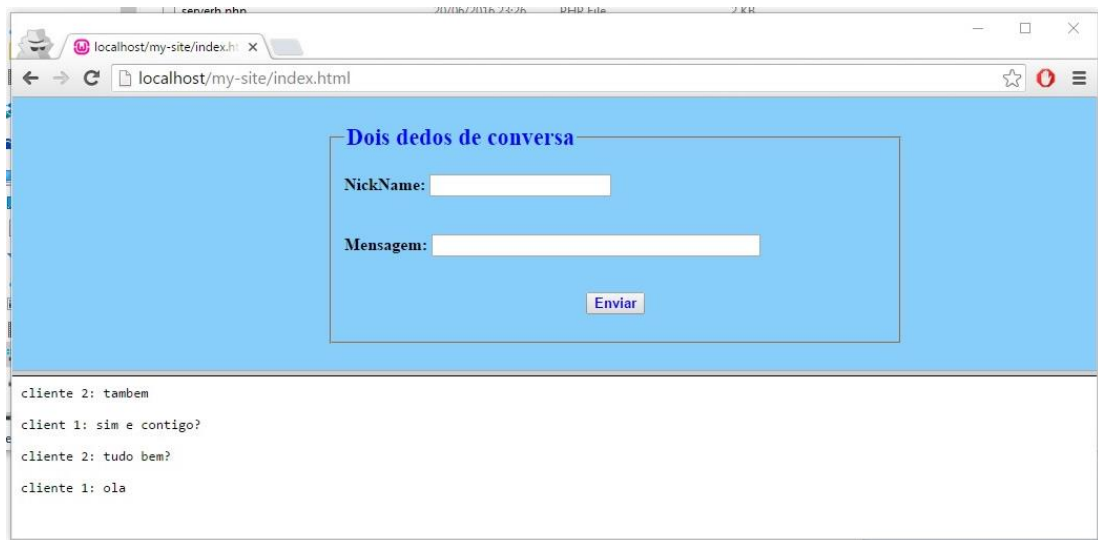 serverh.php 20/06/2016 23:26 PHP File 2 KB
localhost/my-site/index.h
localhost/my-site/index.html
Dois dedos de conversa
NickName:
Mensagem:
Enviar
cliente 2: tambem
client 1: sim e contigo?
cliente 2: tudo bem?
cliente 1: ola